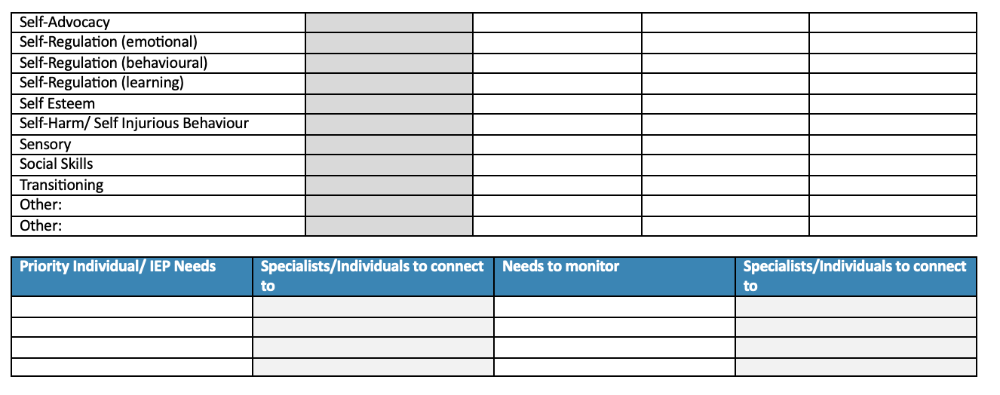 Self-Advocacy
Self-Regulation (emotional)
Self-Regulation (behavioural)
Self-Regulation (learning)
Self Esteem
Self-Harm/ Self Injurious Behaviour
Sensory
Social Skills
Transitioning
Other:
Other:
Priority Individual/ IEP Needs
Specialists/Individuals to connect
to
Needs to monitor
Specialists/Individuals to connect
to